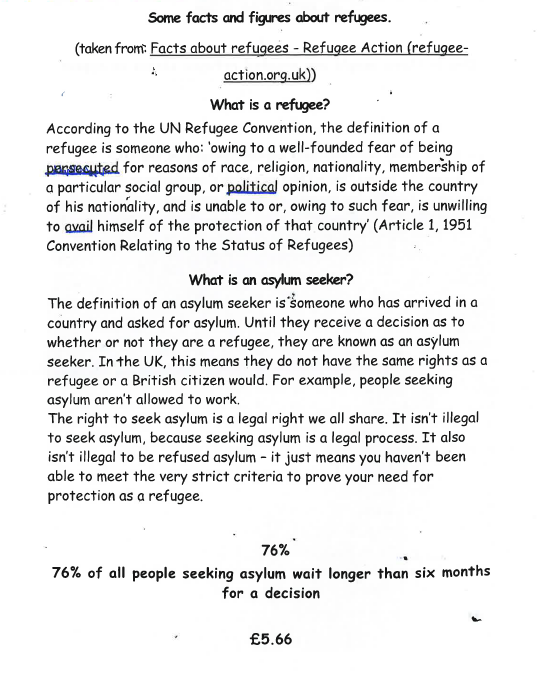 Some facts and figures about refugees.
(taken from: Facts about refugees - Refugee Action (refugee-
action.org.uk))
What is a refugee?
According to the UN Refugee Convention, the definition of a
refugee is someone who: 'owing to a well-founded fear of being
persecuted for reasons of race, religion, nationality, membership of
a particular social group, or political opinion, is outside the country
of his nationality, and is unable to or, owing to such fear, is unwilling
to avail himself of the protection of that country' (Article 1, 1951
Convention Relating to the Status of Refugees)
What is an asylum seeker?
The definition of an asylum seeker is someone who has arrived in a
country and asked for asylum. Until they receive a decision as to
whether or not they are a refugee, they are known as an asylum
seeker. In the UK, this means they do not have the same rights as a
refugee or a British citizen would. For example, people seeking
asylum aren't allowed to work.
The right to seek asylum is a legal right we all share. It isn't illegal
to seek asylum, because seeking asylum is a legal process. It also
isn't illegal to be refused asylum – it just means you haven't been
able to meet the very strict criteria to prove your need for
protection as a refugee.
76%
76% of all people seeking asylum wait longer than six months
for a decision
£5.66